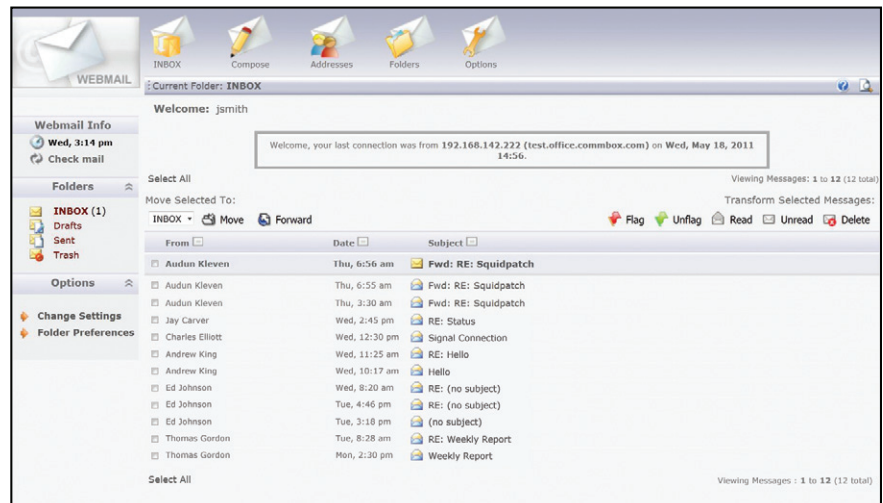 WEBMAIL
INBOX Compose Addresses Folders Options
Current Folder: INBOX
Welcome: jsmith
Webmail Info
Wed, 3:14 pm
Check mail
Folders
INBOX (1)
Drafts
Sent
Trash
Options
Change Settings
Folder Preferences
Welcome, your last connection was from 192.168.142.222 (test.office.commbox.com) on Wed, May 18, 2011
14:56.
Select All Viewing Messages: 1 to 12 (12 total)
Move Selected To: Transform Selected Messages:
INBOX Move Forward Flag Unflag Read Unread Delete
From Date Subject
Audun Kleven Thu, 6:56 am Fwd: RE: Squidpatch
Audun Kleven Thu, 6:55 am Fwd: RE: Squidpatch
Audun Kleven Thu, 3:30 am Fwd: RE: Squidpatch
Jay Carver Wed, 2:45 pm RE: Status
Charles Elliott Wed, 12:30 pm Signal Connection
Andrew King Wed, 11:25 am RE: Hello
Andrew King Wed, 10:17 am Hello
Ed Johnson Wed, 8:20 am RE: (no subject)
Ed Johnson Tue, 4:46 pm RE: (no subject)
Ed Johnson Tue, 3:18 pm (no subject)
Thomas Gordon Tue, 8:28 am RE: Weekly Report
Thomas Gordon Mon, 2:30 pm Weekly Report
Select All Viewing Messages : 1 to 12 (12 total)